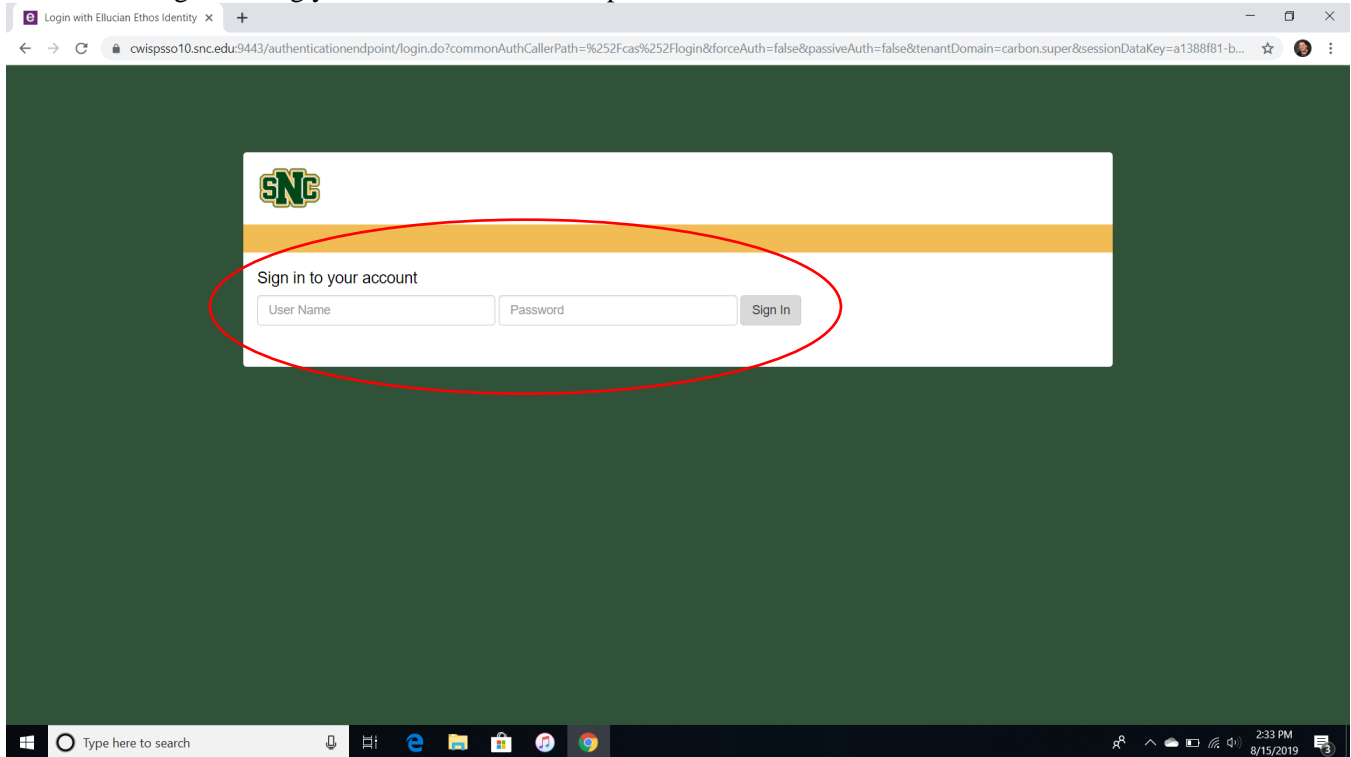 Login with Ellucian Ethos Identity
cwispsso10.snc.edu:9443/authenticationendpoint/login.do?commonAuthCallerPath=%252Fcas%252Flogin&forceAuth=false&passiveAuth=false&tenantDomain=carbon.super&sessionDataKey=a1388f81-b...
SNC
Sign in to your account
User Name Password Sign In
Type here to search
2:33 PM
8/15/2019
3